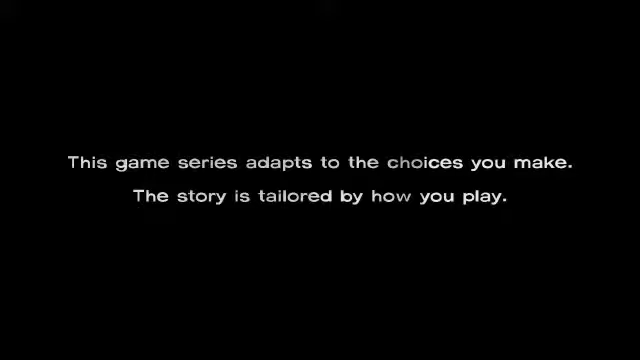 This game series adapts to the choices you make.
The story is tailored by how you play.